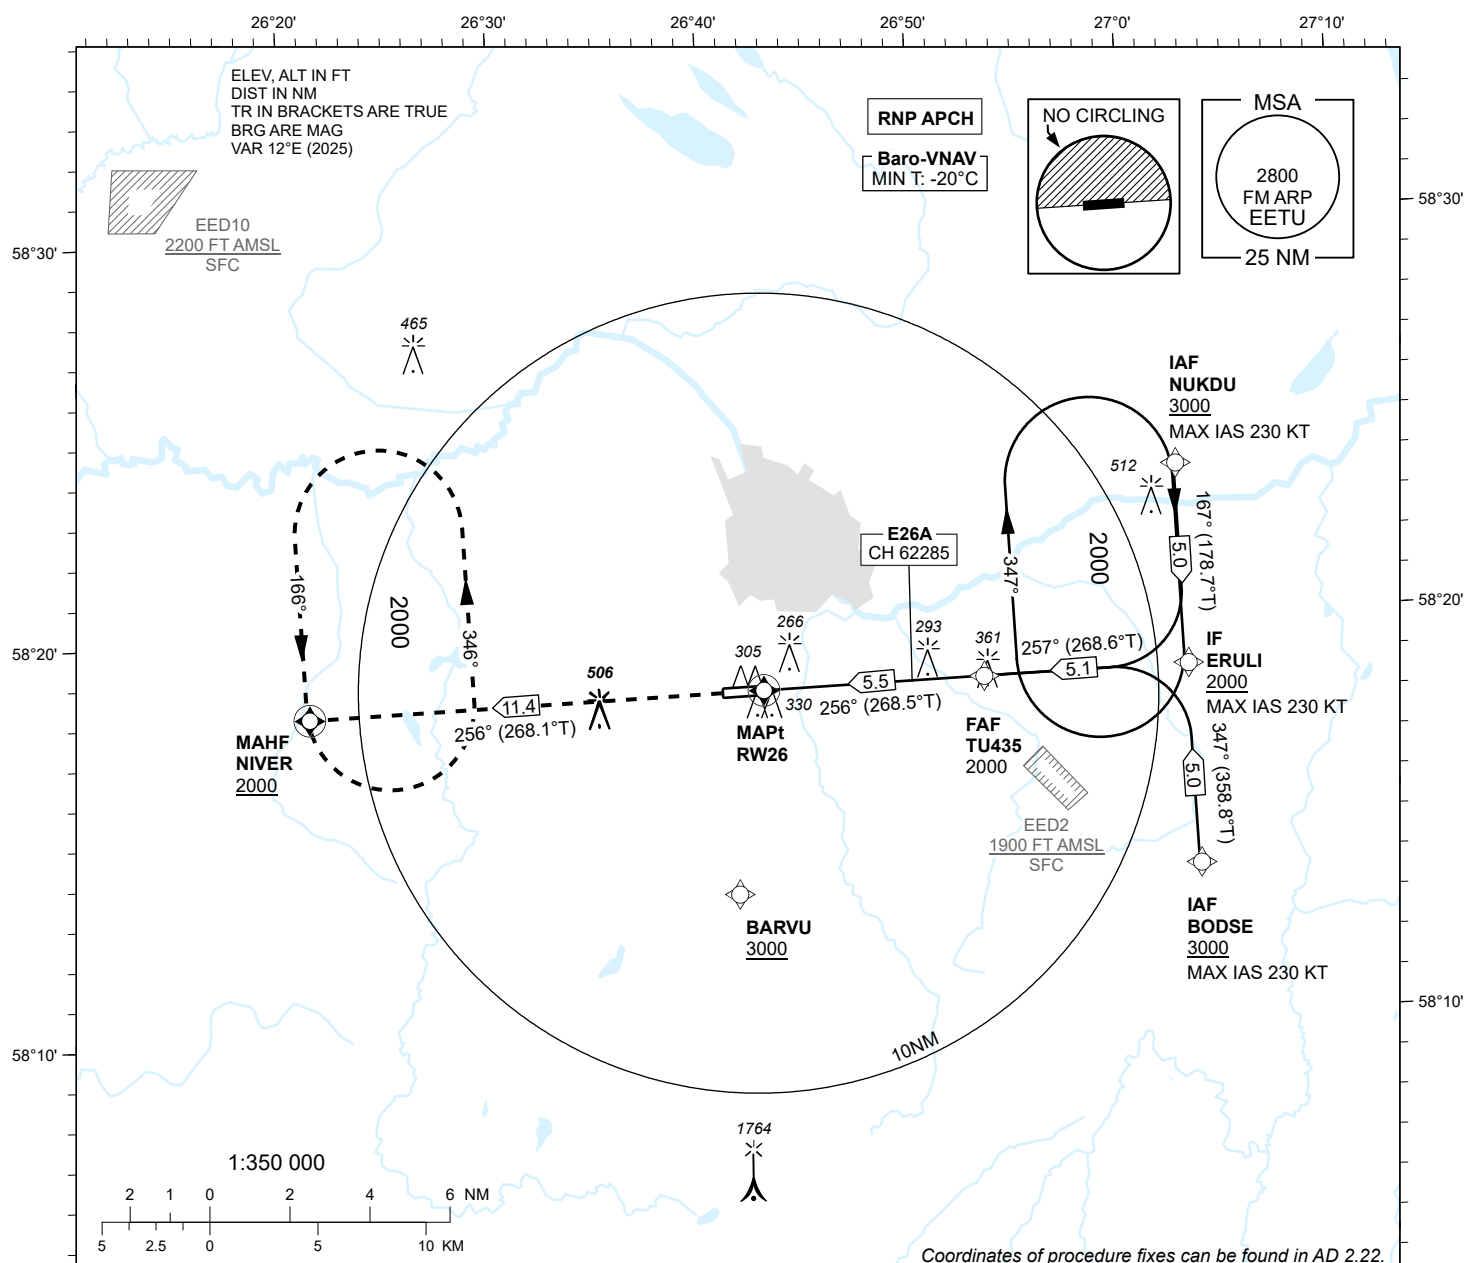 26°20' 26°30' 26°40' 26°50' 27°0' 27°10'
ELEV, ALT IN FT
DIST IN NM
TR IN BRACKETS ARE TRUE
BRG ARE MAG
VAR 12°E (2025)
RNP APCH
Baro-VNAV
MIN T: -20°C
NO CIRCLING
MSA
2800
FM ARP
EETU
25 NM
58°30'
58°30'
EED10
2200 FT AMSL
SFC
465
IAF
NUKDU
3000
MAX IAS 230 KT
512
167° (178.7°T)
5.0
E26A
CH 62285
2000
347°
166°
2000
346°
58°20'
58°20'
266
293
361
305
506
330
257° (268.6°T)
5.1
5.5
256° (268.5°T)
11.4
256° (268.1°T)
IF
ERULI
2000
MAX IAS 230 KT
MAHF
NIVER
2000
MAPt
RW26
FAF
TU435
2000
347° (358.8°T)
5.0
EED2
1900 FT AMSL
SFC
BARVU
3000
IAF
BODSE
3000
MAX IAS 230 KT
58°10'
58°10'
10NM
1764
1:350 000
2 1 0 2 4 6 NM
5 2.5 0 5 10 KM
Coordinates of procedure fixes can be found in AD 2.22.